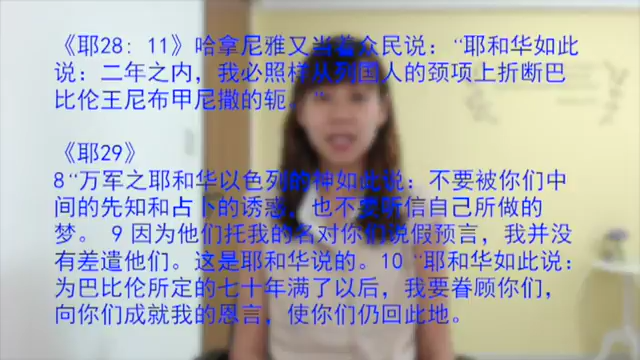 《耶28：11》哈拿尼雅又当着众民说：“耶和华如此
说：二年之内，我必照样从列国人的颈项上折断巴
比伦王尼布甲尼撒的轭。”
《耶29》
8“万军之耶和华以色列的神如此说：不要被你们中
间的先知和占卜的诱惑，也不要听信自己所做的
梦。 9 因为他们托我的名对你们说假预言，我并没
有差遣他们。这是耶和华说的。10 “耶和华如此说：
为巴比伦所定的七十年满了以后，我要眷顾你们，
向你们成就我的恩言，使你们仍回此地。